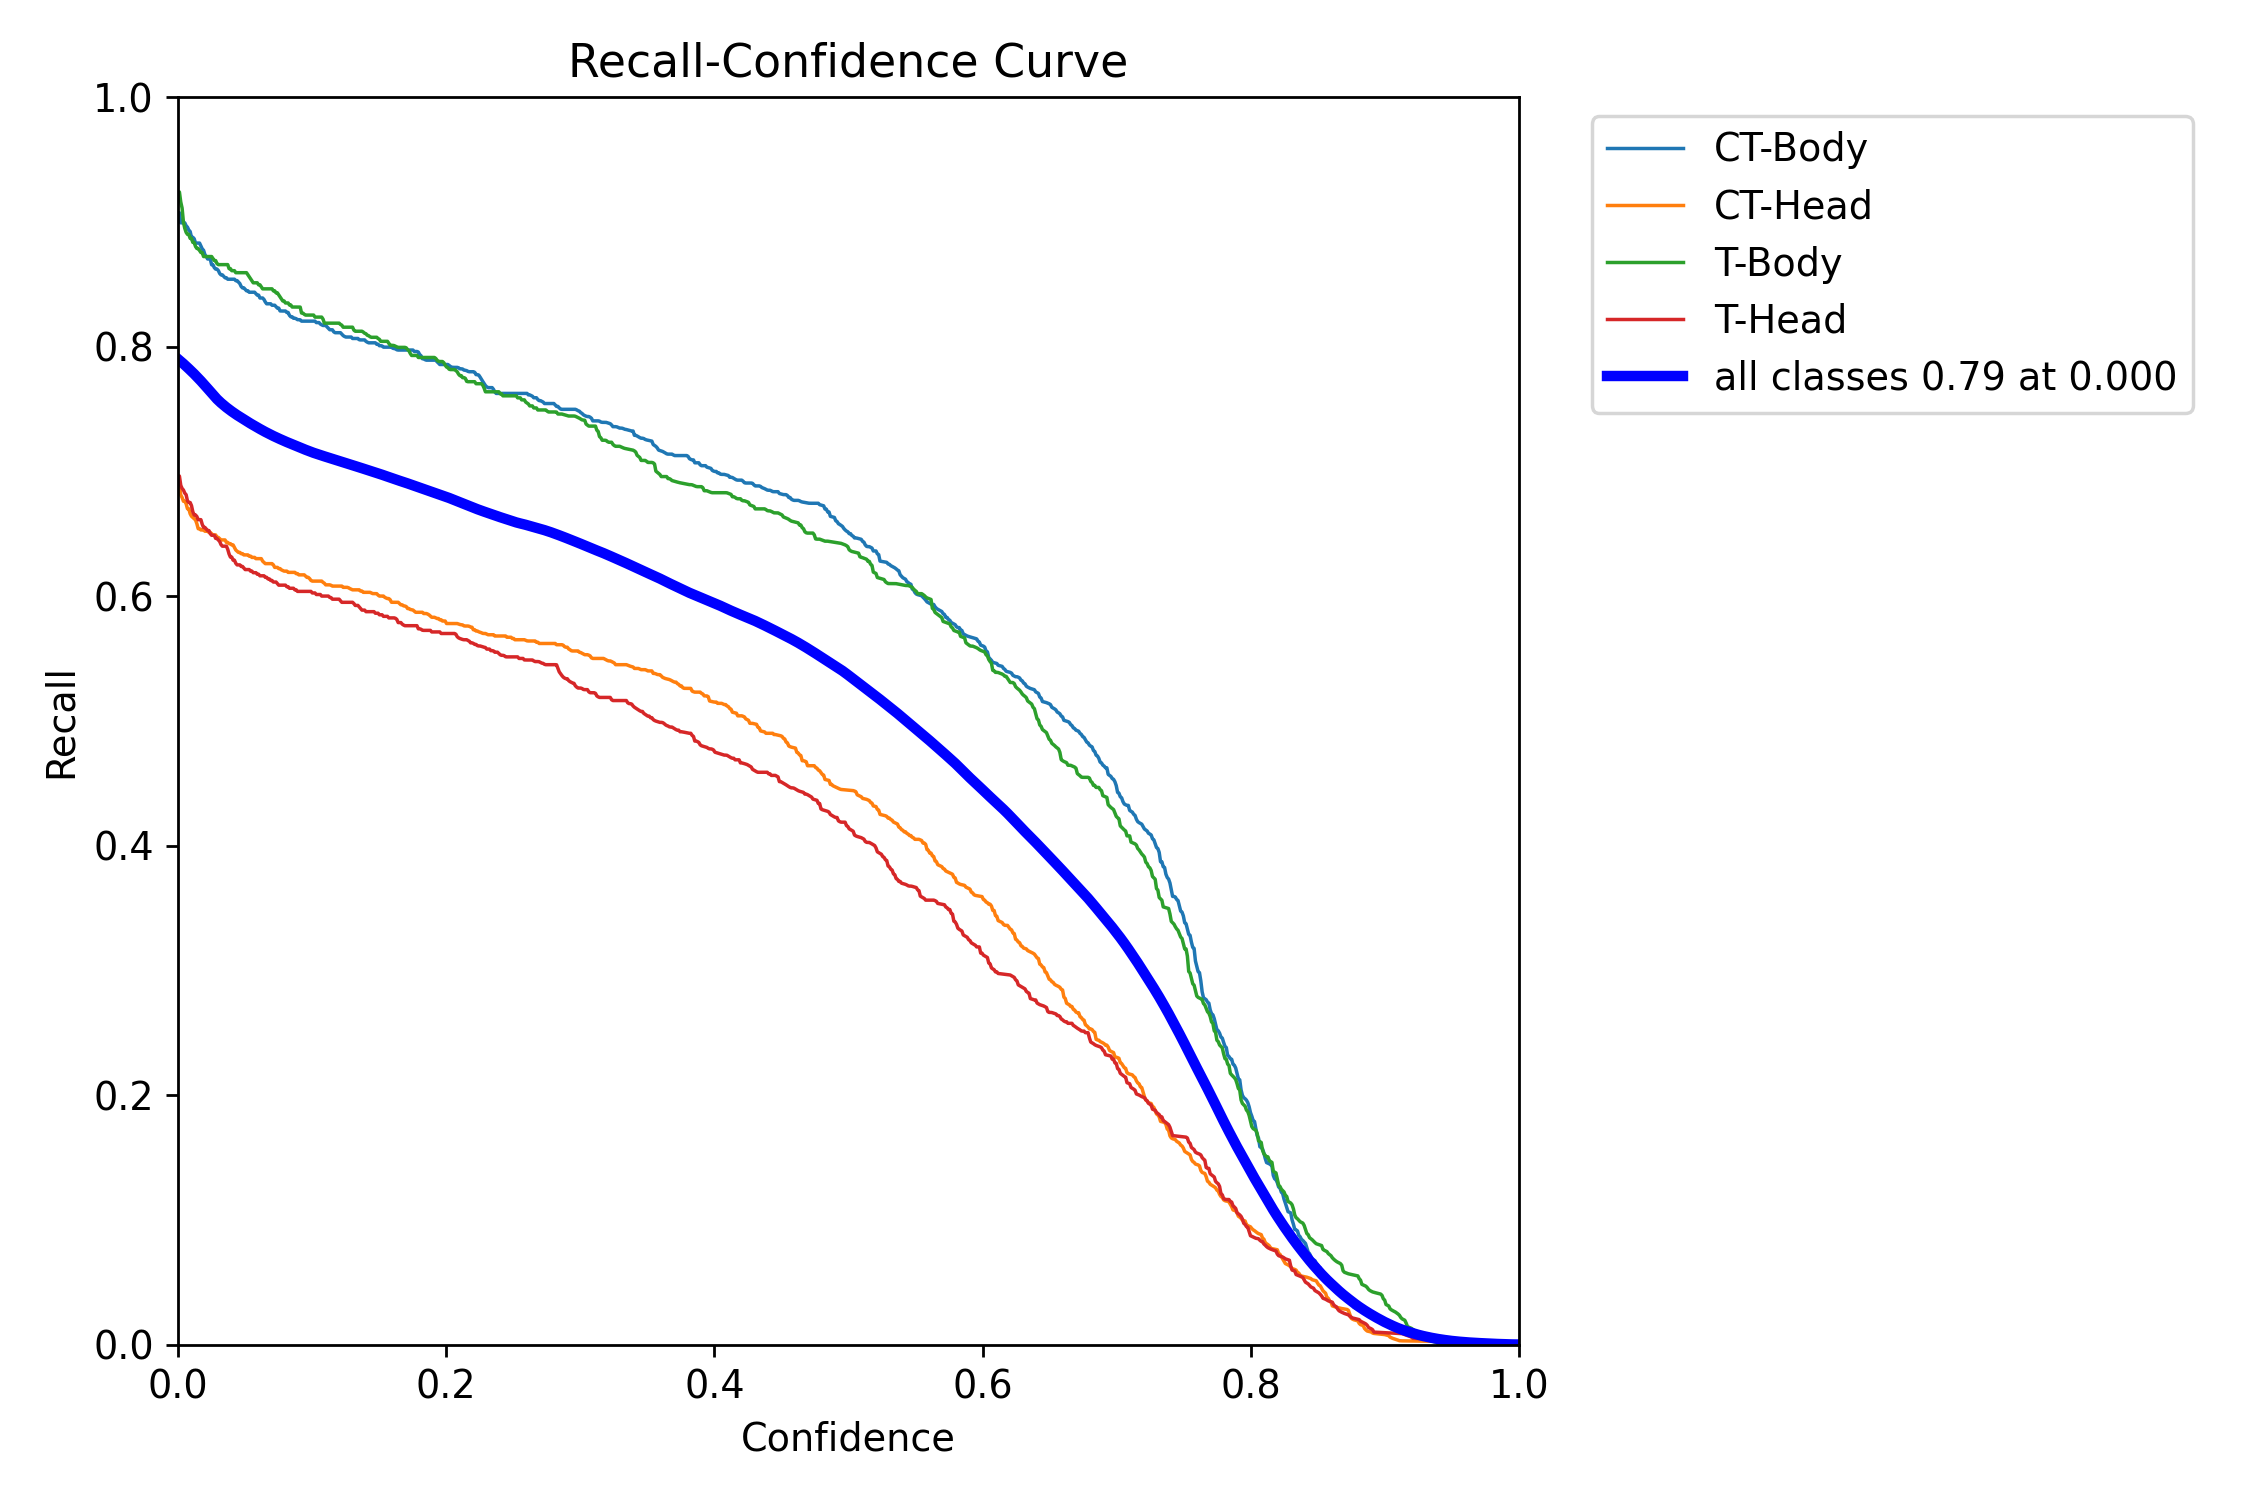 Recall-Confidence Curve
1.0
0.8
0.6
0.4
0.2
0.0
Recall
0.0 0.2 0.4 0.6 0.8 1.0
Confidence
CT-Body
CT-Head
T-Body
T-Head
all classes 0.79 at 0.000